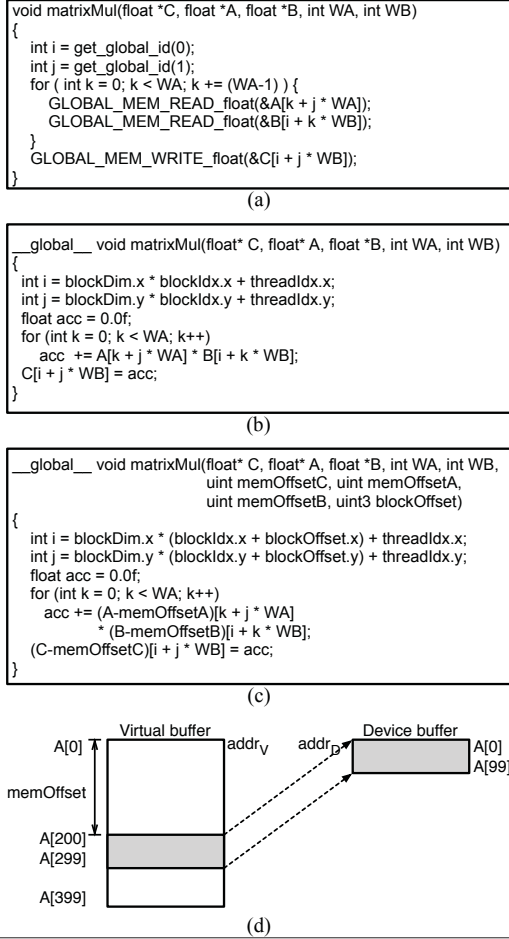 void matrixMul(float *C, float *A, float *B, int WA, int WB)
{
int i = get_global_id(0);
int j = get_global_id(1);
for ( int k = 0; k < WA; k += (WA-1) ) {
GLOBAL_MEM_READ_float(&A[k + j * WA]);
GLOBAL_MEM_READ_float(&B[i + k * WB]);
}
GLOBAL_MEM_WRITE_float(&C[i + j * WB]);
}
(a)
__global__ void matrixMul(float* C, float* A, float *B, int WA, int WB)
{
int i = blockDim.x * blockIdx.x + threadIdx.x;
int j = blockDim.y * blockIdx.y + threadIdx.y;
float acc = 0.0f;
for (int k = 0; k < WA; k++)
acc += A[k + j * WA] * B[i + k * WB];
C[i + j * WB] = acc;
}
(b)
__global__ void matrixMul(float* C, float* A, float *B, int WA, int WB,
uint memOffsetC, uint memOffsetA,
uint memOffsetB, uint3 blockOffset)
{
int i = blockDim.x * (blockIdx.x + blockOffset.x) + threadIdx.x;
int j = blockDim.y * (blockIdx.y + blockOffset.y) + threadIdx.y;
float acc = 0.0f;
for (int k = 0; k < WA; k++)
acc += (A-memOffsetA)[k + j * WA]
* (B-memOffsetB)[i + k * WB];
(C-memOffsetC)[i + j * WB] = acc;
}
(c)
Virtual buffer
Device buffer
A[0]
addrV
addrD
A[0]
A[99]
memOffset
A[200]
A[299]
A[399]
(d)